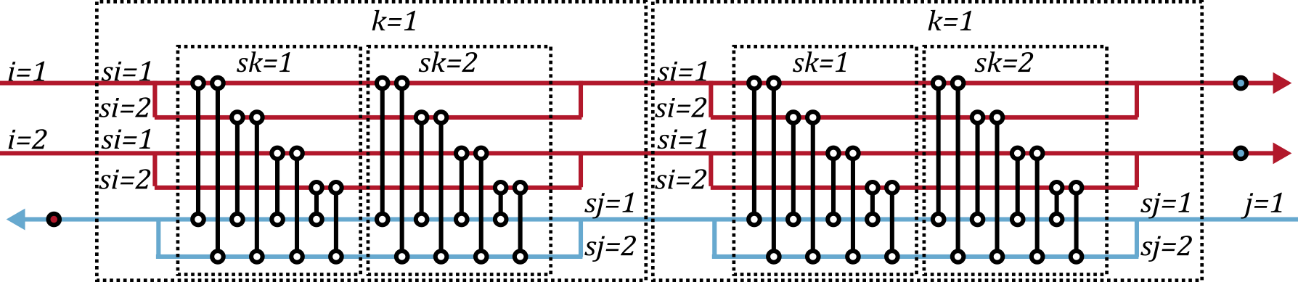 k=1 k=1
sk=1 sk=2 sk=1 sk=2
i=1 si=1 si=1
si=2 si=2
i=2 si=1 si=1
si=2 si=2
sj=1 sj=1 j=1
sj=2 sj=2